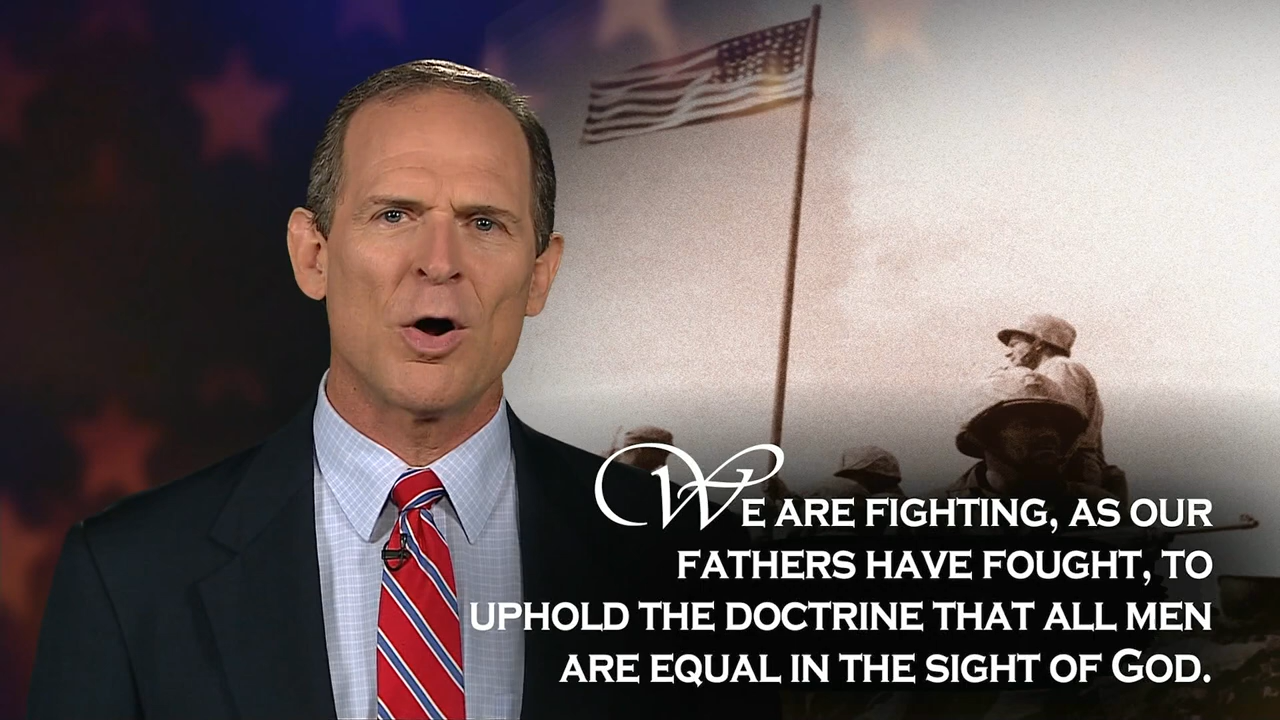 We are fighting, as our
fathers have fought, to
uphold the doctrine that all men
are equal in the sight of God.